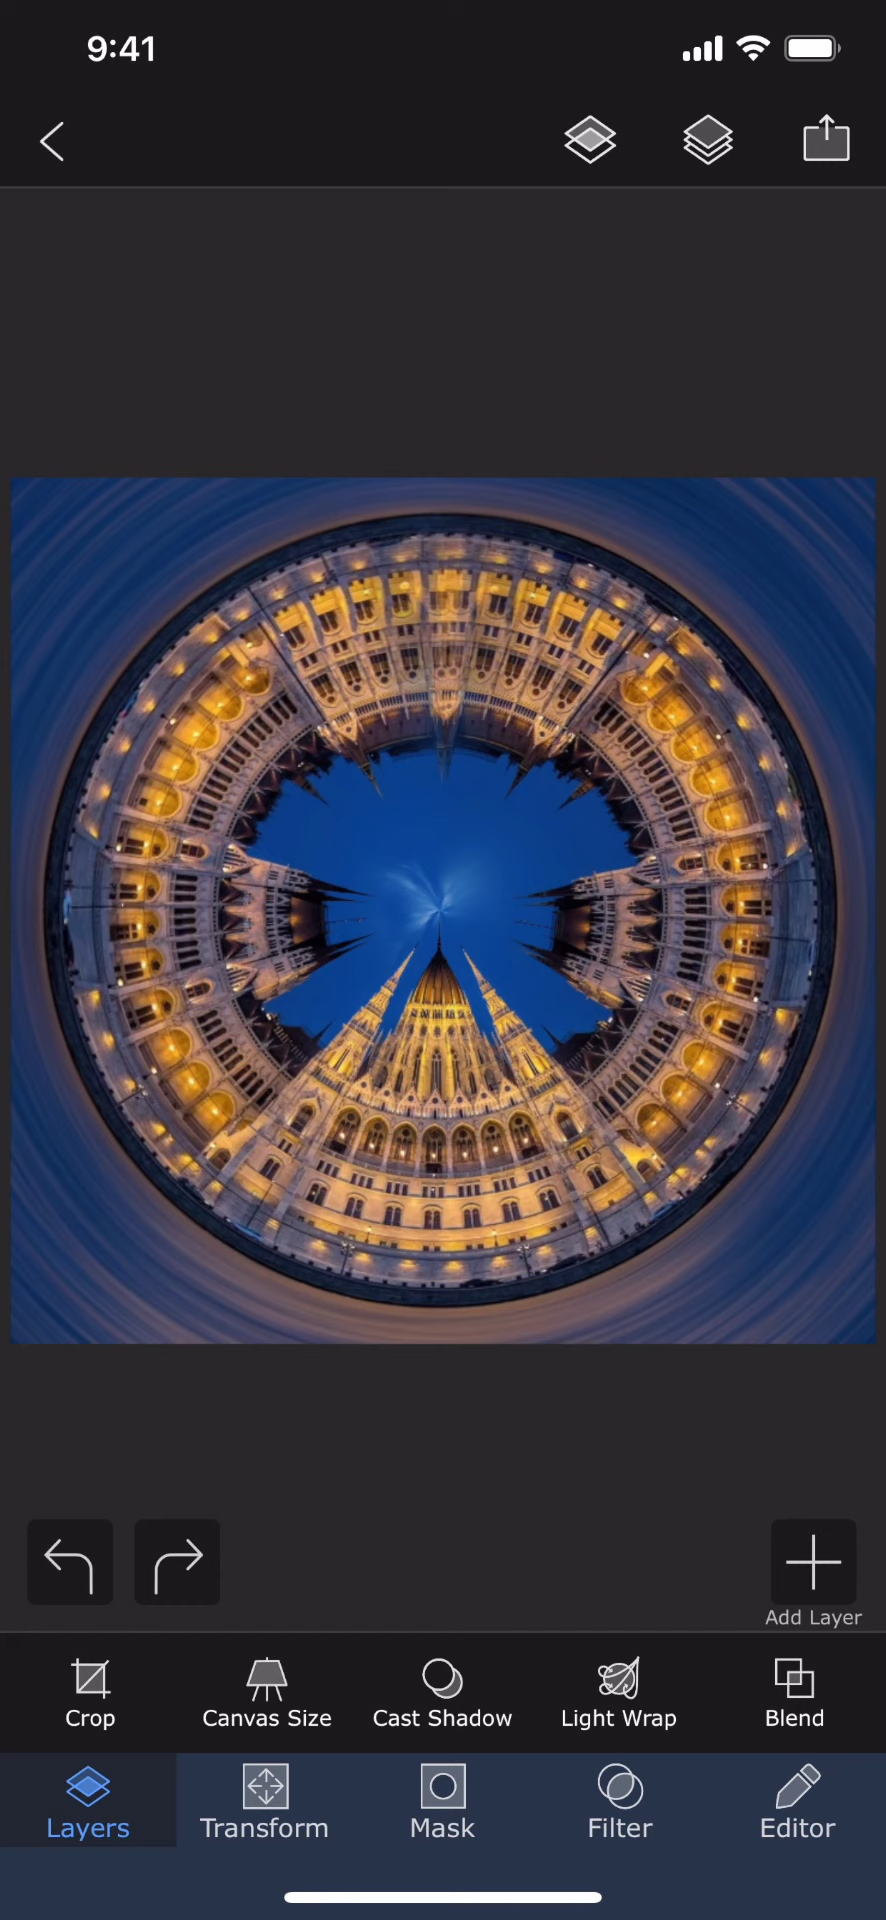 9:41
Add Layer
Crop
Canvas Size
Cast Shadow
Light Wrap
Blend
Layers
Transform
Mask
Filter
Editor